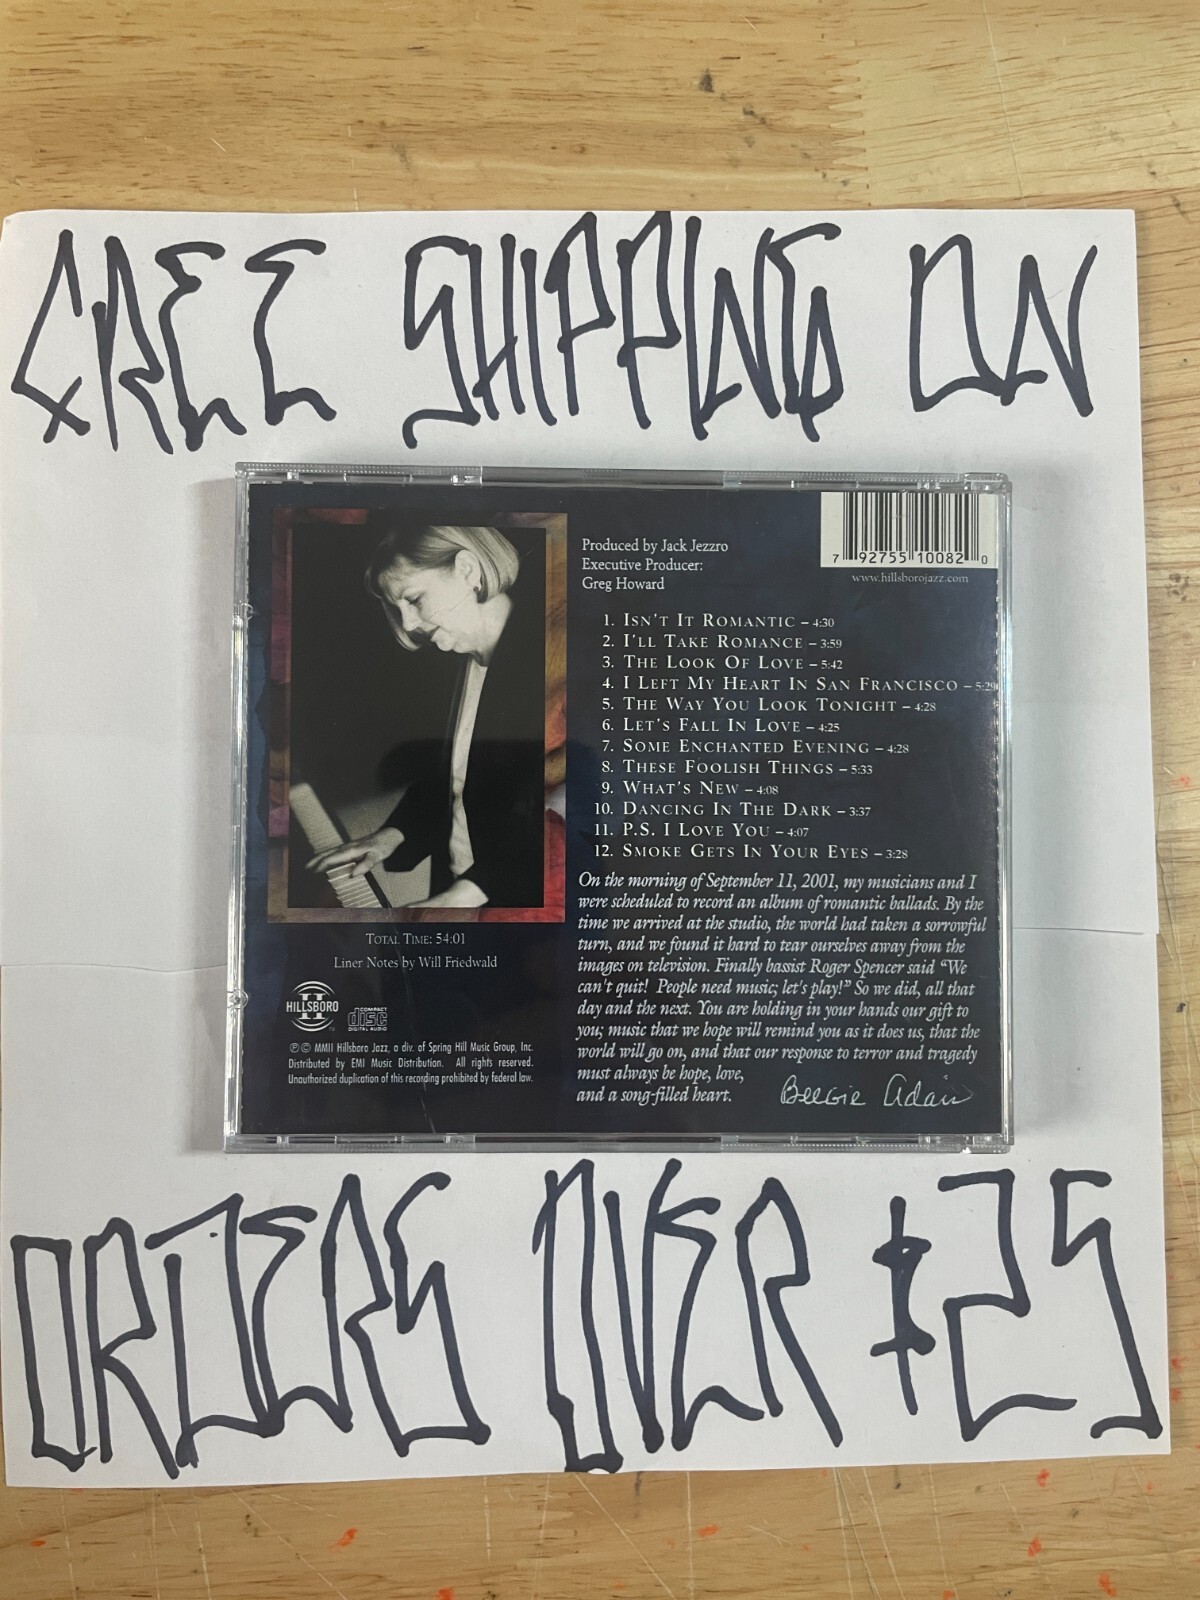 FREE SHIPPING ON
Produced by Jack Jezzro
Executive Producer:
Greg Howard
7 92755 10082 0
www.hillsborojazz.com
1. Isn't It Romantic – 4:30
2. I'll Take Romance – 3:59
3. The Look Of Love – 5:42
4. I Left My Heart In San Francisco – 5:29
5. The Way You Look Tonight – 4:28
6. Let's Fall In Love – 4:25
7. Some Enchanted Evening – 4:28
8. These Foolish Things – 5:33
9. What's New – 4:08
10. Dancing In The Dark – 3:37
11. P.S. I Love You – 4:07
12. Smoke Gets In Your Eyes – 3:28
On the morning of September 11, 2001, my musicians and I
were scheduled to record an album of romantic ballads. By the
time we arrived at the studio, the world had taken a sorrowful
turn, and we found it hard to tear ourselves away from the
images on television. Finally bassist Roger Spencer said "We
can't quit! People need music; let's play!" So we did, all that
day and the next. You are holding in your hands our gift to
you; music that we hope will remind you as it does us, that the
world will go on, and that our response to terror and tragedy
must always be hope, love,
and a song-filled heart.
Beegie Adair
Total Time: 54:01
Liner Notes by Will Friedwald
HILLSBORO
TM
COMPACT
disc
DIGITAL AUDIO
℗ © MMII Hillsboro Jazz, a div. of Spring Hill Music Group, Inc.
Distributed by EMI Music Distribution. All rights reserved.
Unauthorized duplication of this recording prohibited by federal law.
ORDERS OVER $25